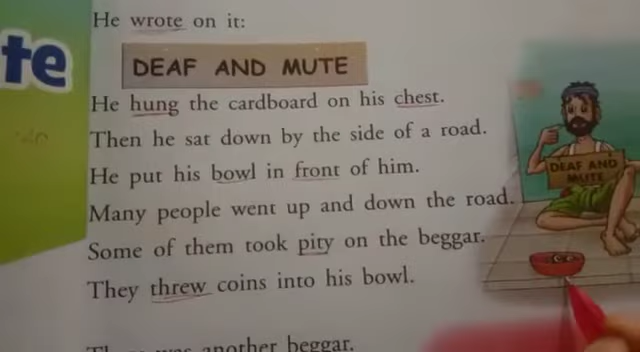 te
He wrote on it:
DEAF AND MUTE
He hung the cardboard on his chest.
Then he sat down by the side of a road.
He put his bowl in front of him.
Many people went up and down the road.
Some of them took pity on the beggar.
They threw coins into his bowl.
was another beggar.
DEAF AND
MUTE